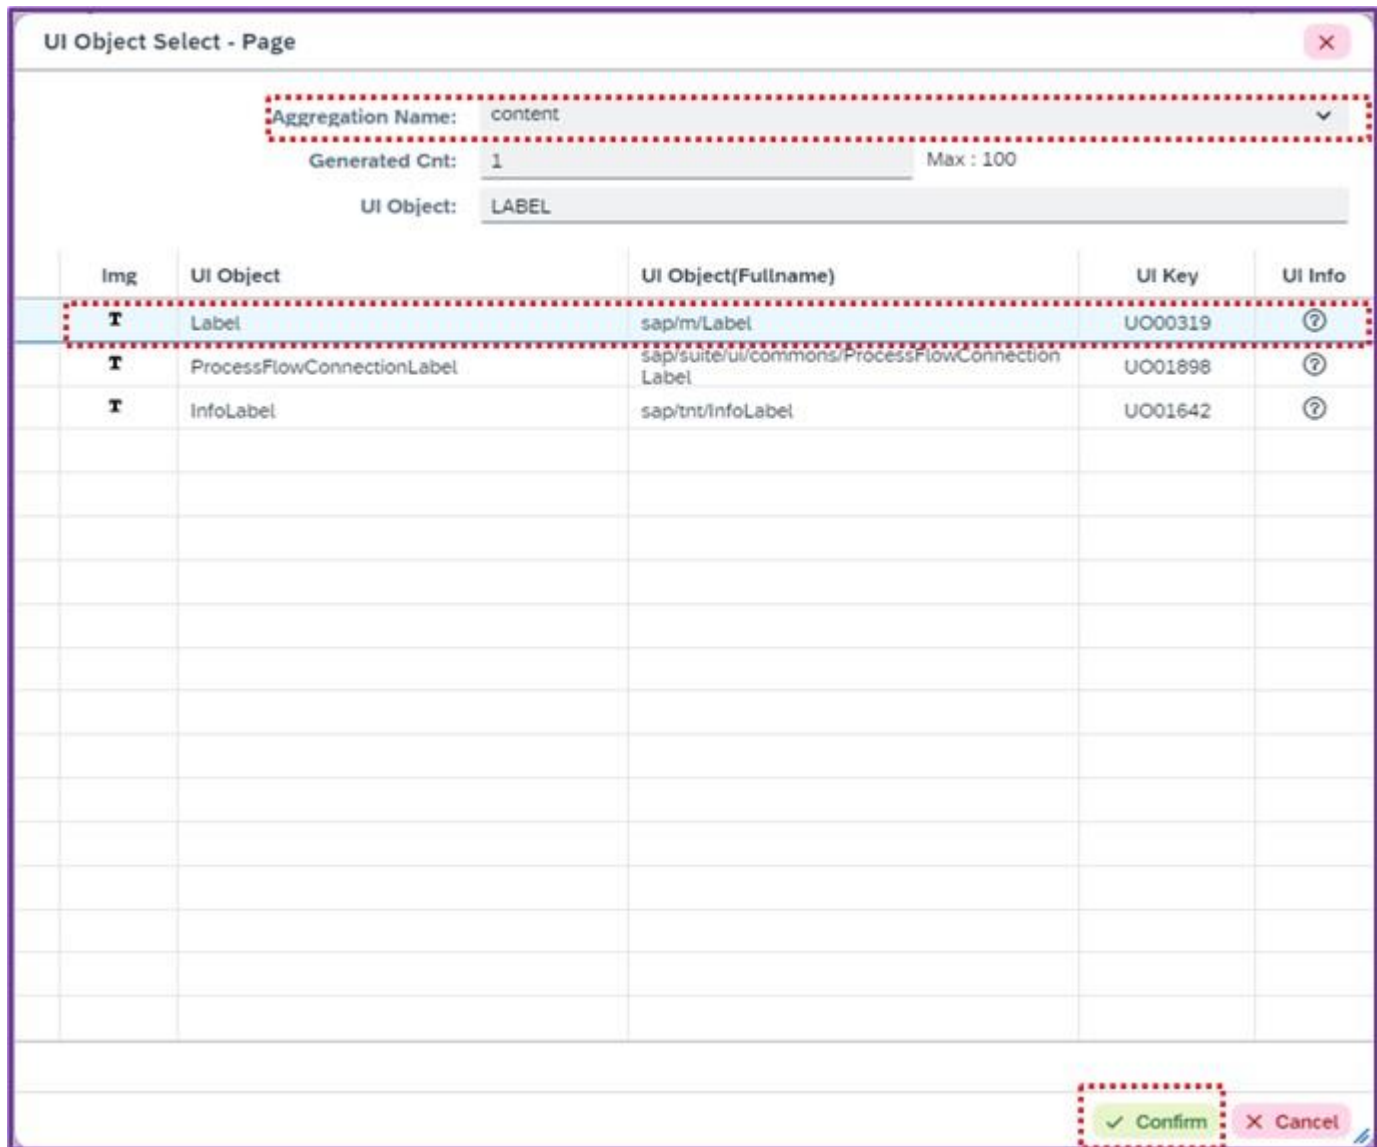 UI Object Select - Page
Aggregation Name: content
Generated Cnt: 1 Max : 100
UI Object: LABEL
Img UI Object UI Object(Fullname) UI Key UI Info
T Label sap/m/Label UO00319
T ProcessFlowConnectionLabel sap/suite/ui/commons/ProcessFlowConnection
Label UO01898
T InfoLabel sap/tnt/InfoLabel UO01642
Confirm Cancel